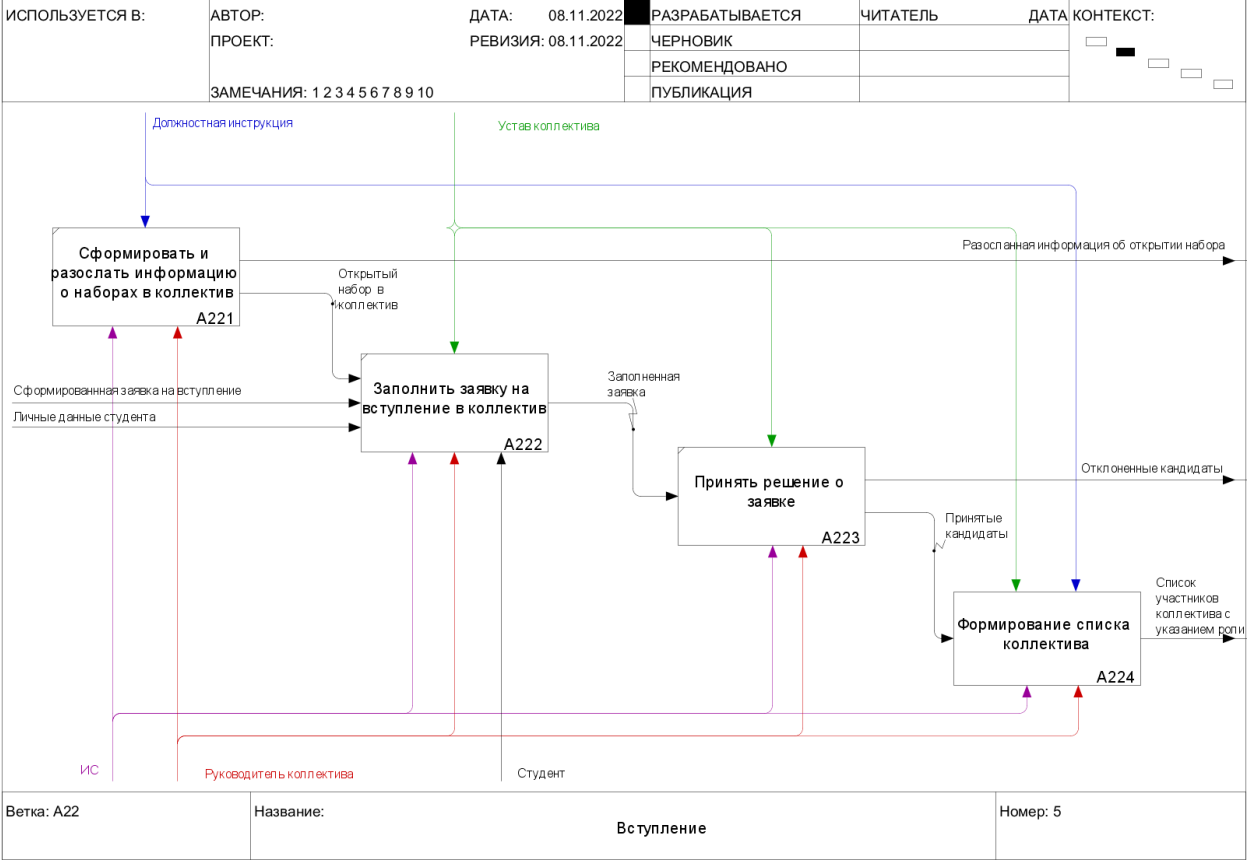 ИСПОЛЬЗУЕТСЯ В:
АВТОР:
ДАТА: 08.11.2022
РАЗРАБАТЫВАЕТСЯ
ЧИТАТЕЛЬ
ДАТА
КОНТЕКСТ:
ПРОЕКТ:
РЕВИЗИЯ: 08.11.2022
ЧЕРНОВИК
РЕКОМЕНДОВАНО
ЗАМЕЧАНИЯ: 1 2 3 4 5 6 7 8 9 10
ПУБЛИКАЦИЯ
Должностная инструкция
Устав коллектива
Сформировать и
разослать информацию
о наборах в коллектив
A221
Разосланная информация об открытии набора
Открытый
набор в
коллектив
Сформированнная заявка на вступление
Личные данные студента
Заполнить заявку на
вступление в коллектив
A222
Заполненная
заявка
Принять решение о
заявке
A223
Отклоненные кандидаты
Принятые
кандидаты
Формирование списка
коллектива
A224
Список
участников
коллектива с
указанием роли
ИС
Руководитель коллектива
Студент
Ветка: A22
Название:
Вступление
Номер: 5